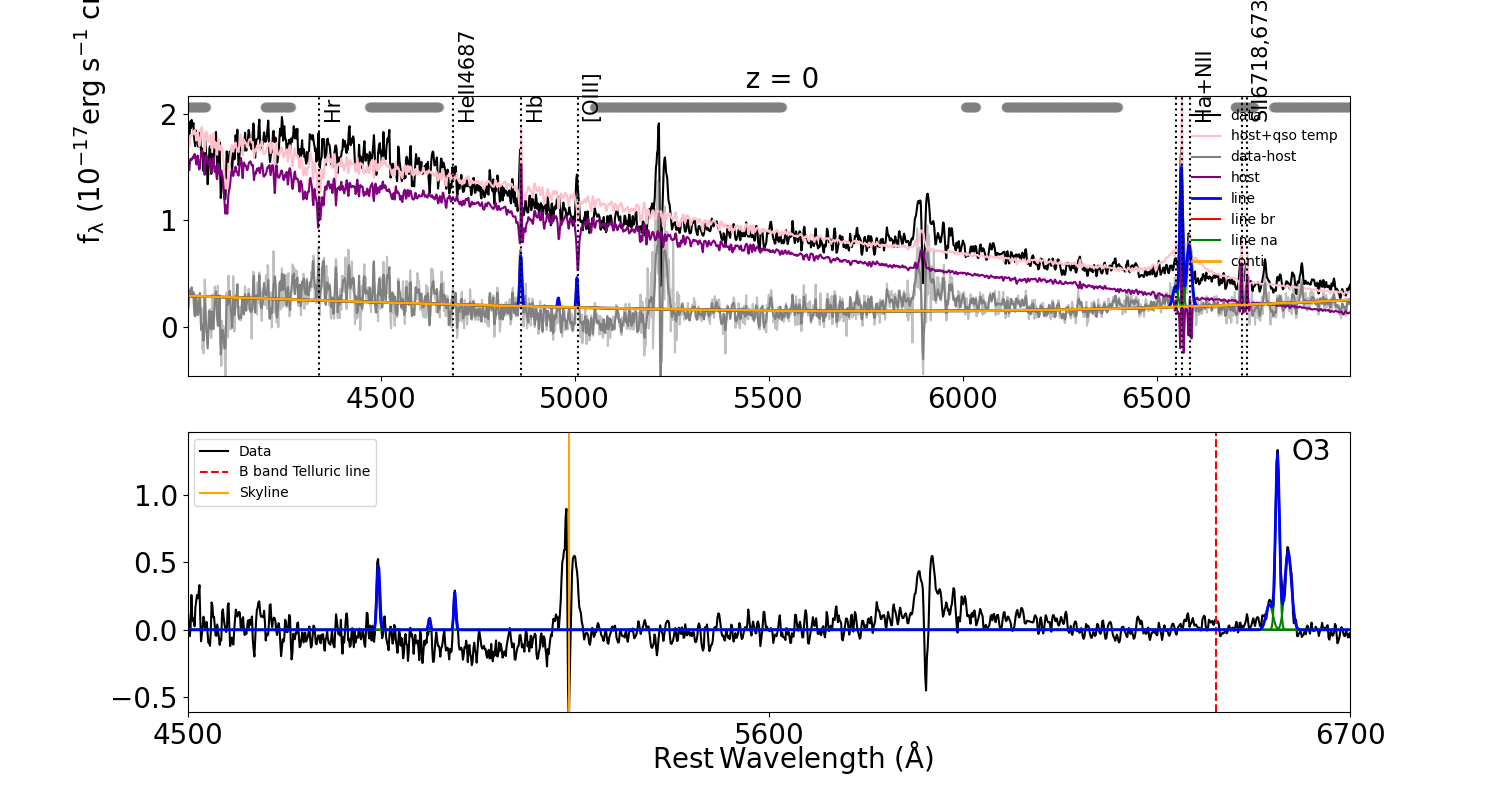 z = 0
f_λ (10^−17 erg s^−1 c
Hr
HeII4687
Hb
[OIII]
Ha+NII
SII6718,673
data
host+qso temp
data-host
host
line
line br
line na
conti
2
1
0
4500
5000
5500
6000
6500
Data
B band Telluric line
Skyline
O3
1.0
0.5
0.0
−0.5
4500
5600
6700
Rest Wavelength (Å)